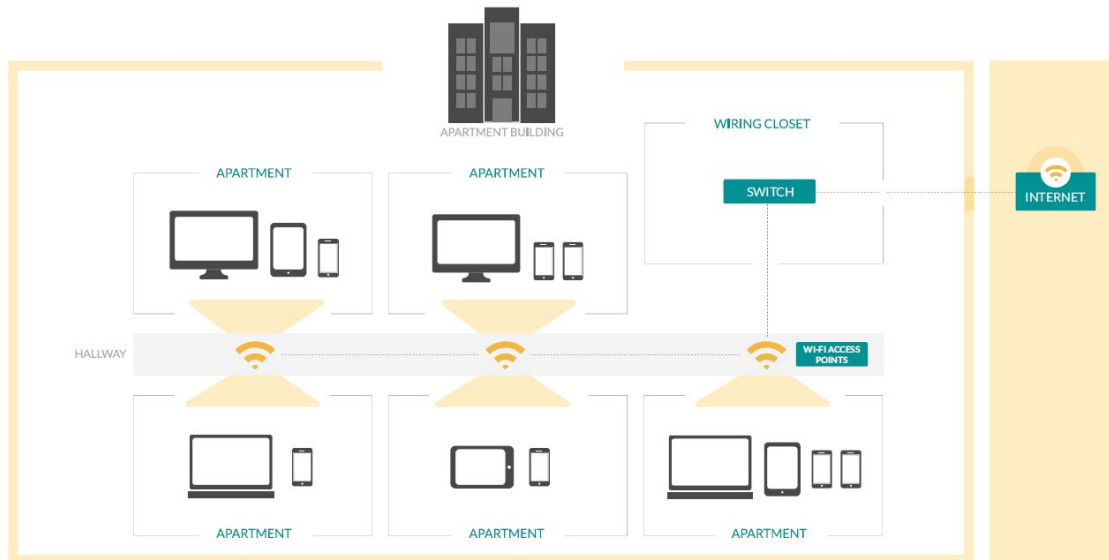 APARTMENT BUILDING
WIRING CLOSET
APARTMENT
APARTMENT
SWITCH
INTERNET
HALLWAY
WI-FI ACCESS
POINTS
APARTMENT
APARTMENT
APARTMENT